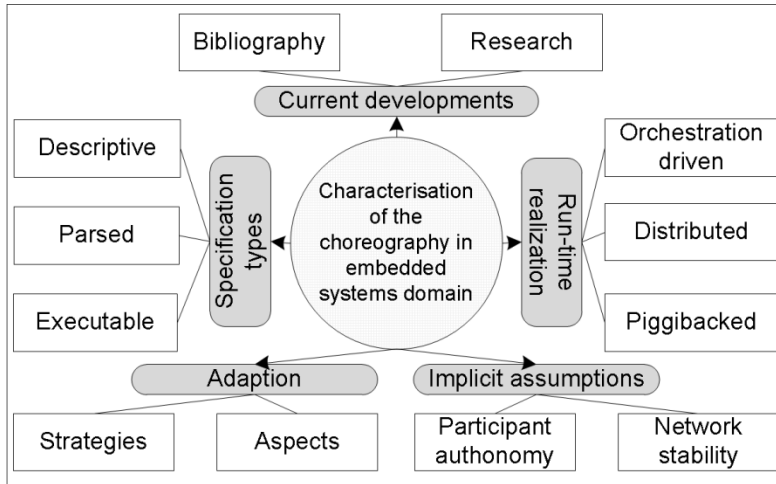 Bibliography
Research
Current developments
Descriptive
Parsed
Executable
Specification
types
Characterisation
of the
choreography in
embedded
systems domain
Run-time
realization
Orchestration
driven
Distributed
Piggibacked
Adaption
Implicit assumptions
Strategies
Aspects
Participant
authonomy
Network
stability